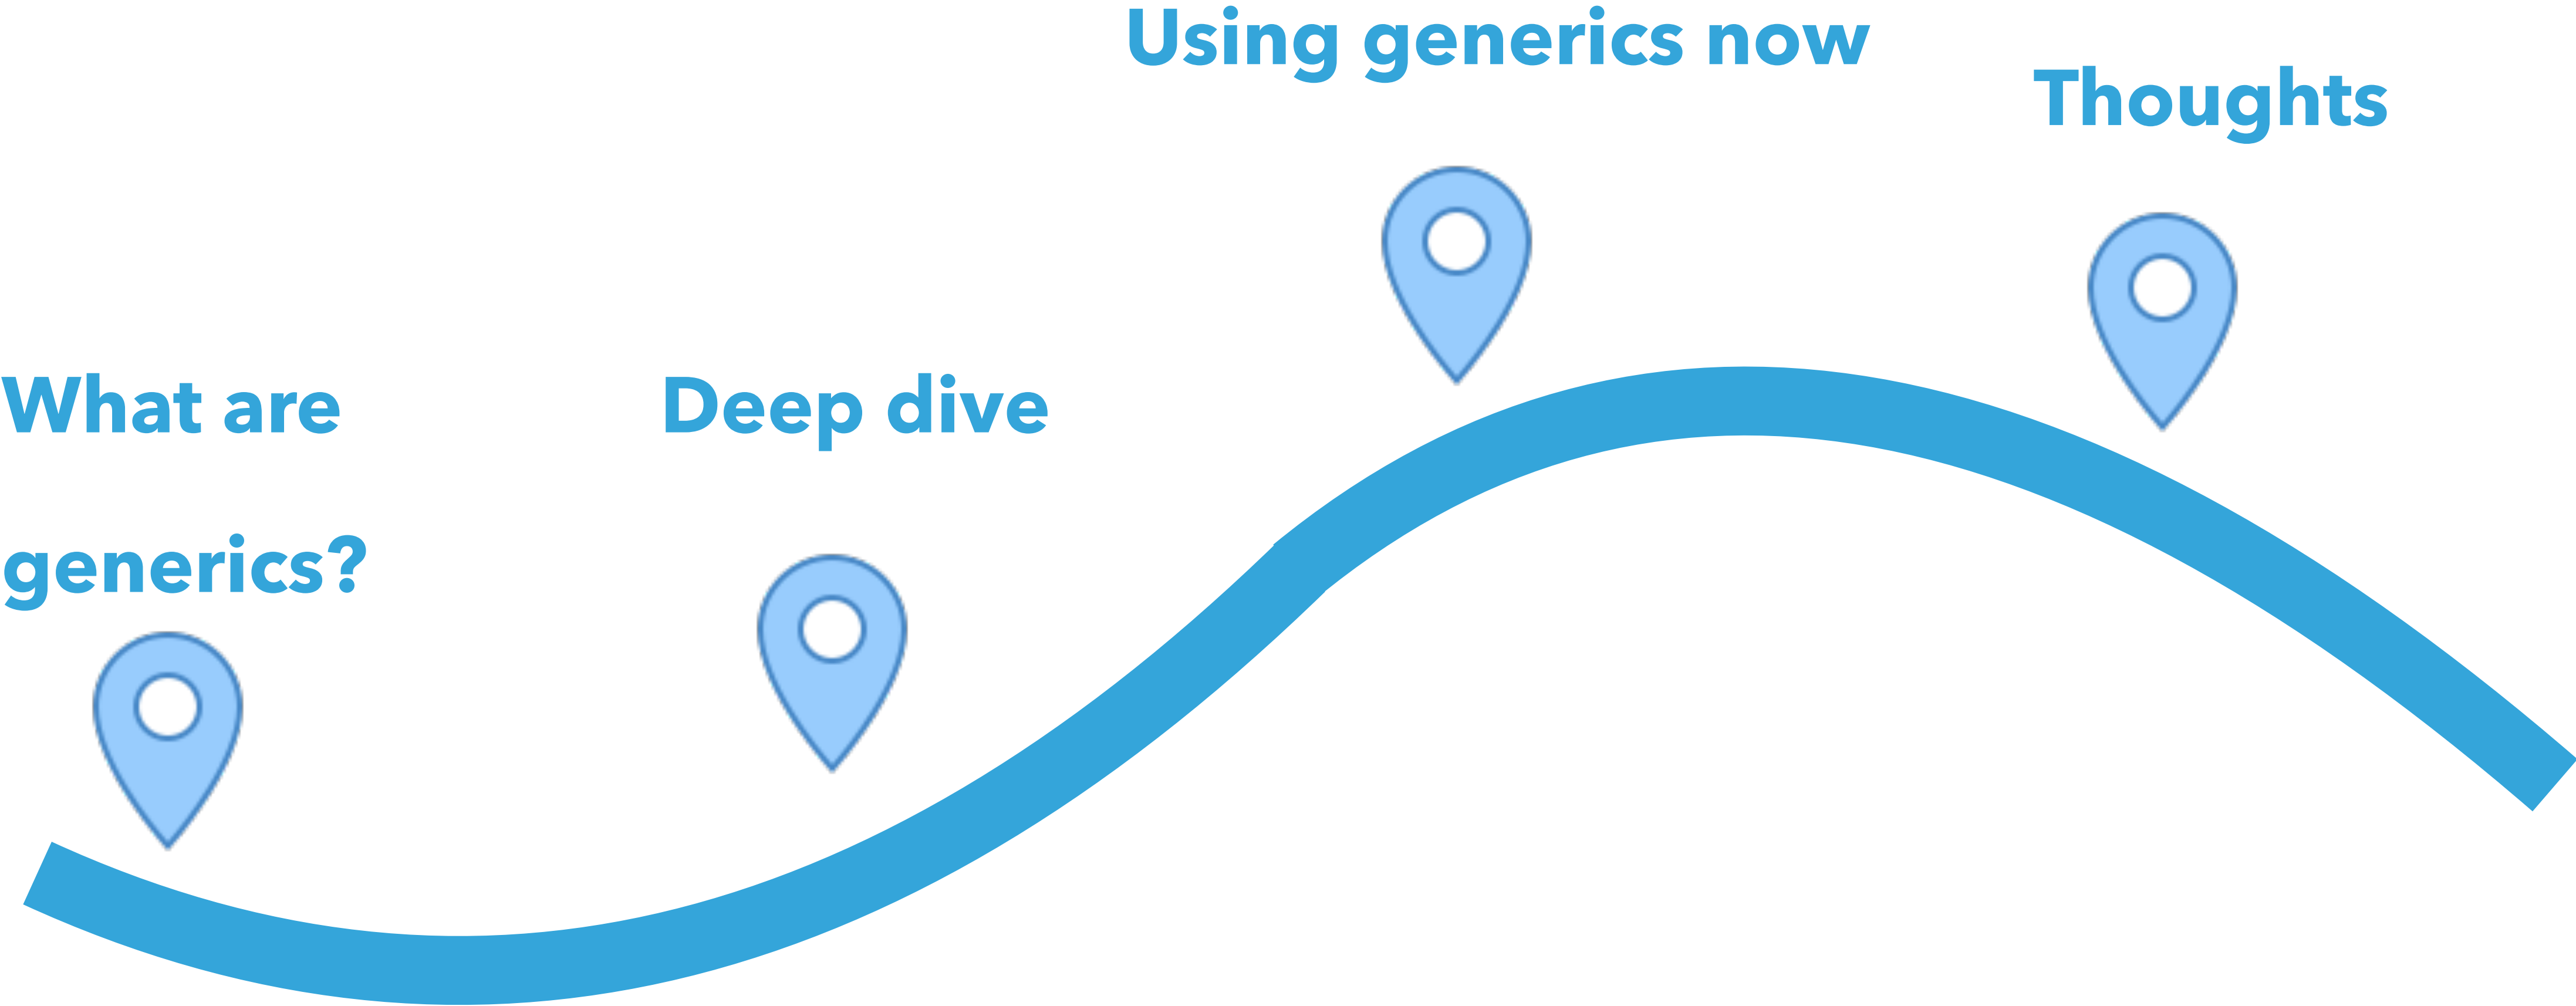 What are
generics?
Deep dive
Using generics now
Thoughts